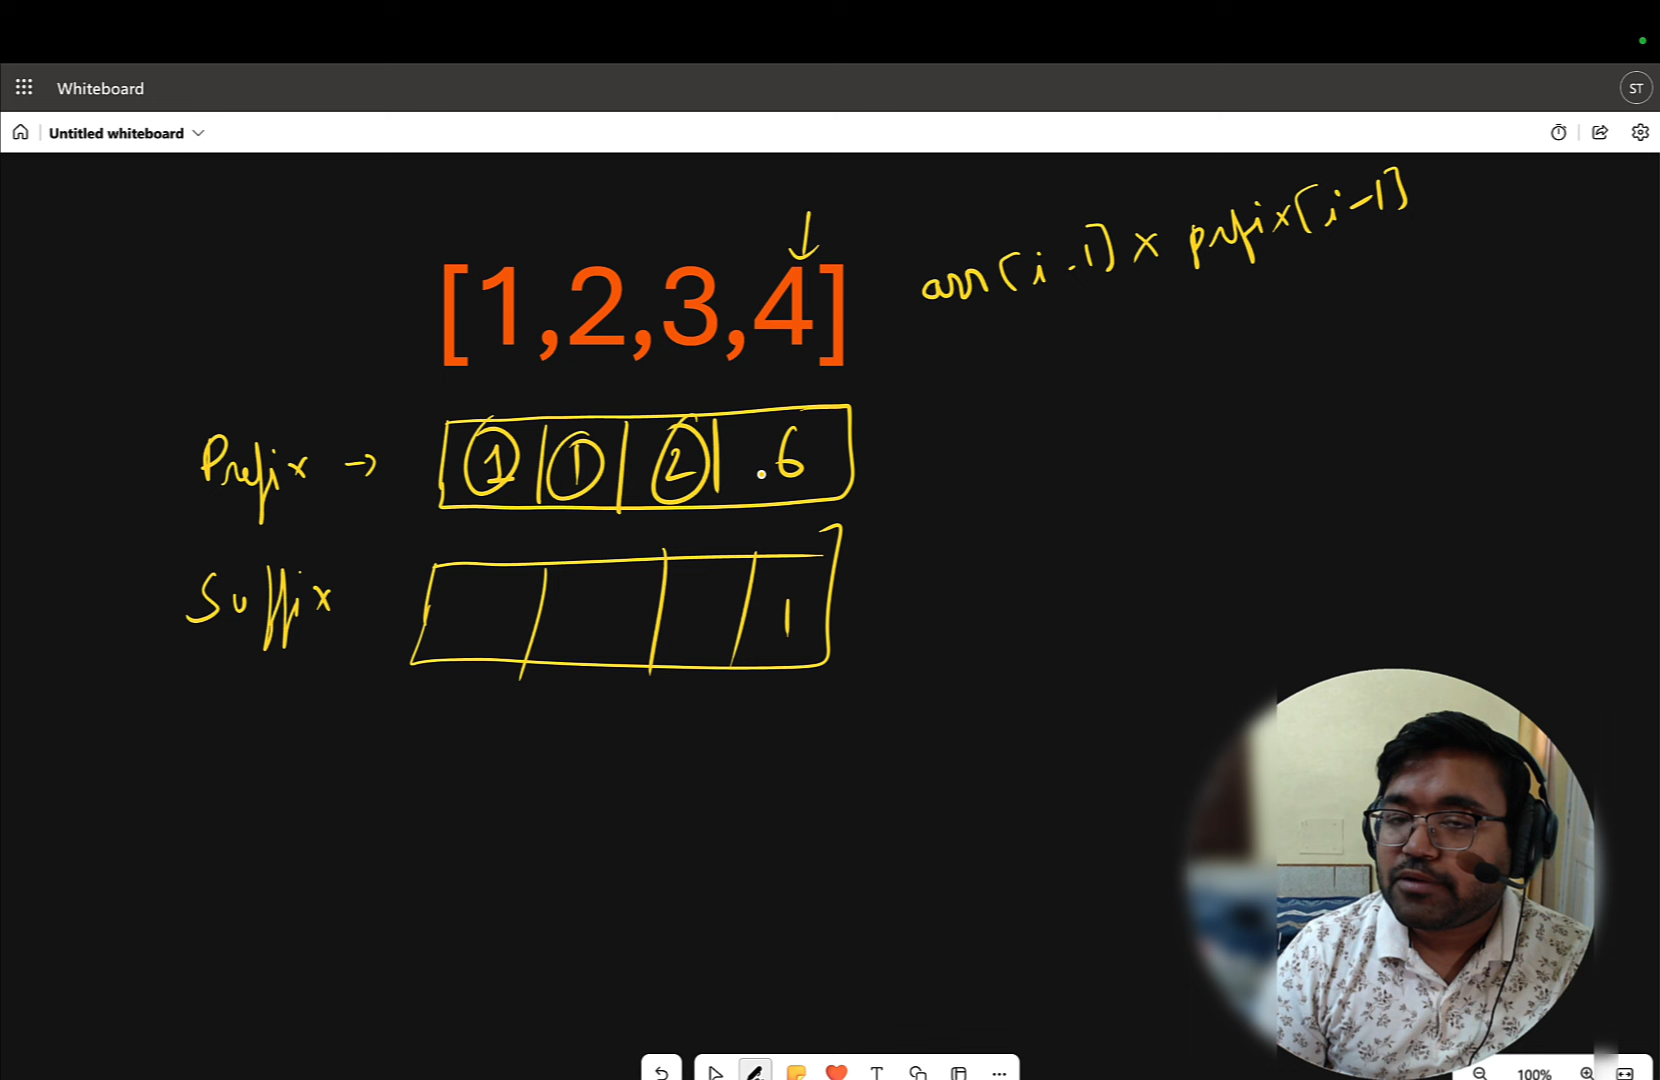 Whiteboard
ST
Untitled whiteboard
arr[i-1] x prefix[i-1]
[1,2,3,4]
Prefix → 1 1 2 .6
Suffix 1
T
100%